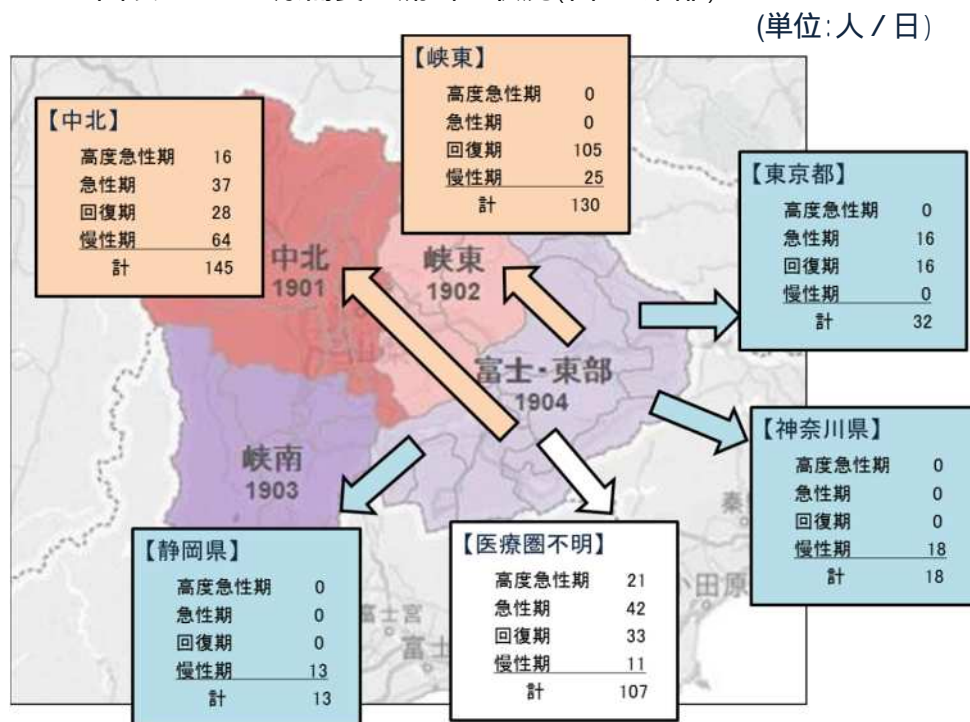 (単位:人 / 日)
【峡東】
高度急性期 0
急性期 0
回復期 105
慢性期 25
計 130
【中北】
高度急性期 16
急性期 37
回復期 28
慢性期 64
計 145
【東京都】
高度急性期 0
急性期 16
回復期 16
慢性期 0
計 32
中北
1901
峡東
1902
富士・東部
1904
峡南
1903
【神奈川県】
高度急性期 0
急性期 0
回復期 0
慢性期 18
計 18
【静岡県】
高度急性期 0
急性期 0
回復期 0
慢性期 13
計 13
【医療圏不明】
高度急性期 21
急性期 42
回復期 33
慢性期 11
計 107
富士宮
小田原